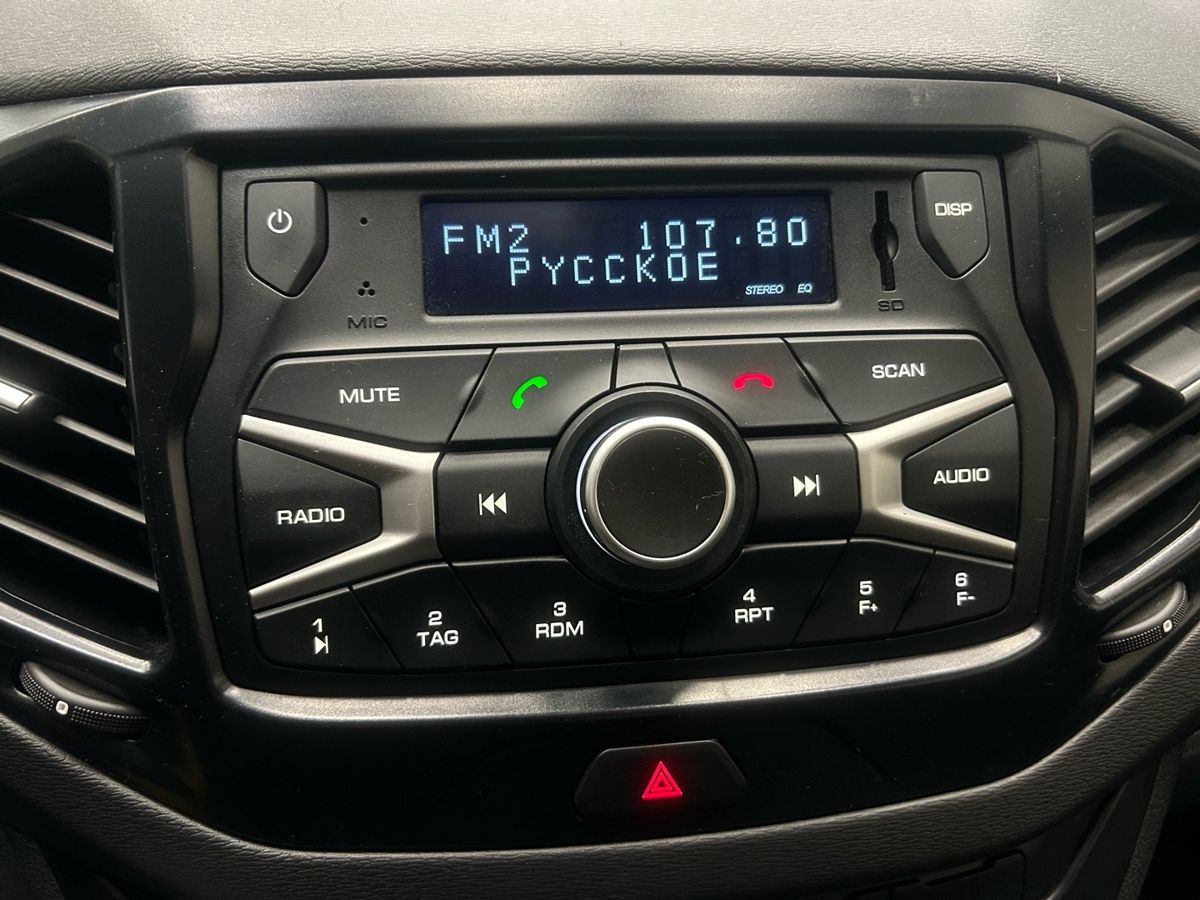 FM2 107.80
РУССКОЕ
STEREO EQ
DISP
MIC
SD
MUTE
SCAN
RADIO
AUDIO
1
2
TAG
3
RDM
4
RPT
5
F+
6
F-